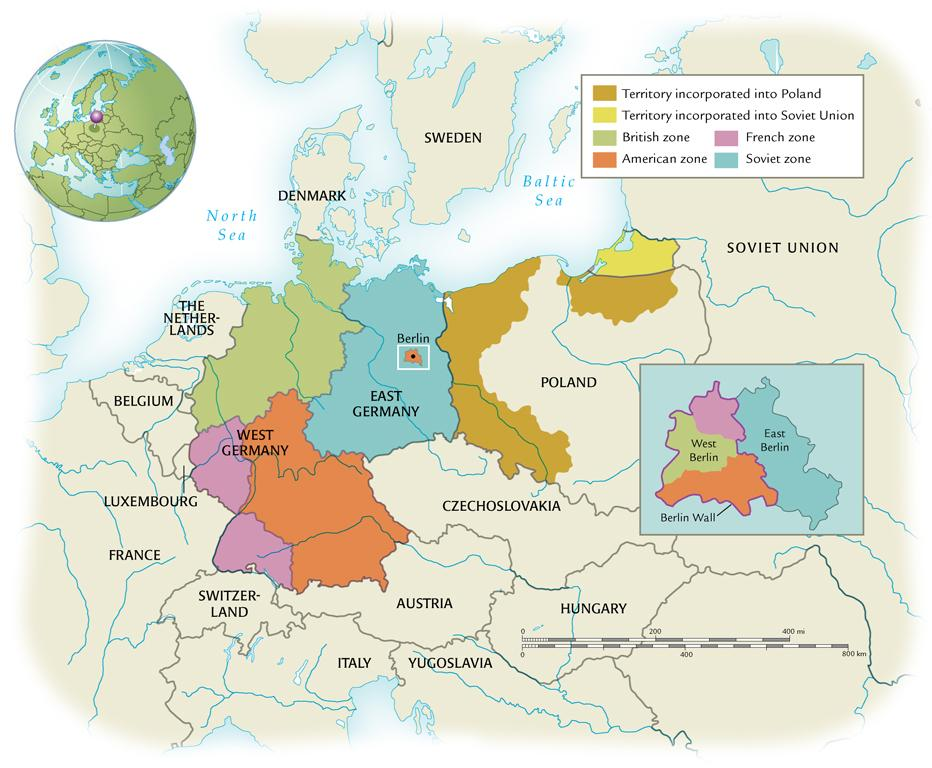 Territory incorporated into Poland
Territory incorporated into Soviet Union
British zone
French zone
American zone
Soviet zone
SWEDEN
Baltic
Sea
DENMARK
North
Sea
SOVIET UNION
THE
NETHER-
LANDS
Berlin
POLAND
EAST
GERMANY
BELGIUM
WEST
GERMANY
West
Berlin
East
Berlin
Berlin Wall
LUXEMBOURG
CZECHOSLOVAKIA
FRANCE
SWITZER-
LAND
AUSTRIA
HUNGARY
0 200 400 mi
0 400 800 km
ITALY
YUGOSLAVIA